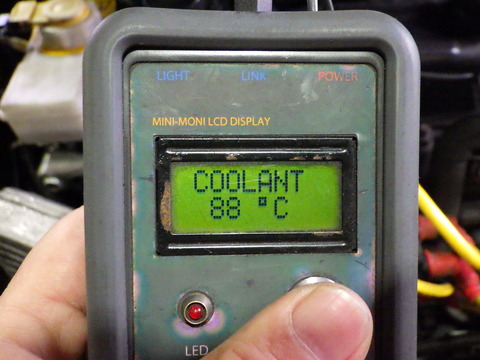 LIGHT LINK POWER
MINI-MONI LCD DISPLAY
COOLANT
88 °C
LED